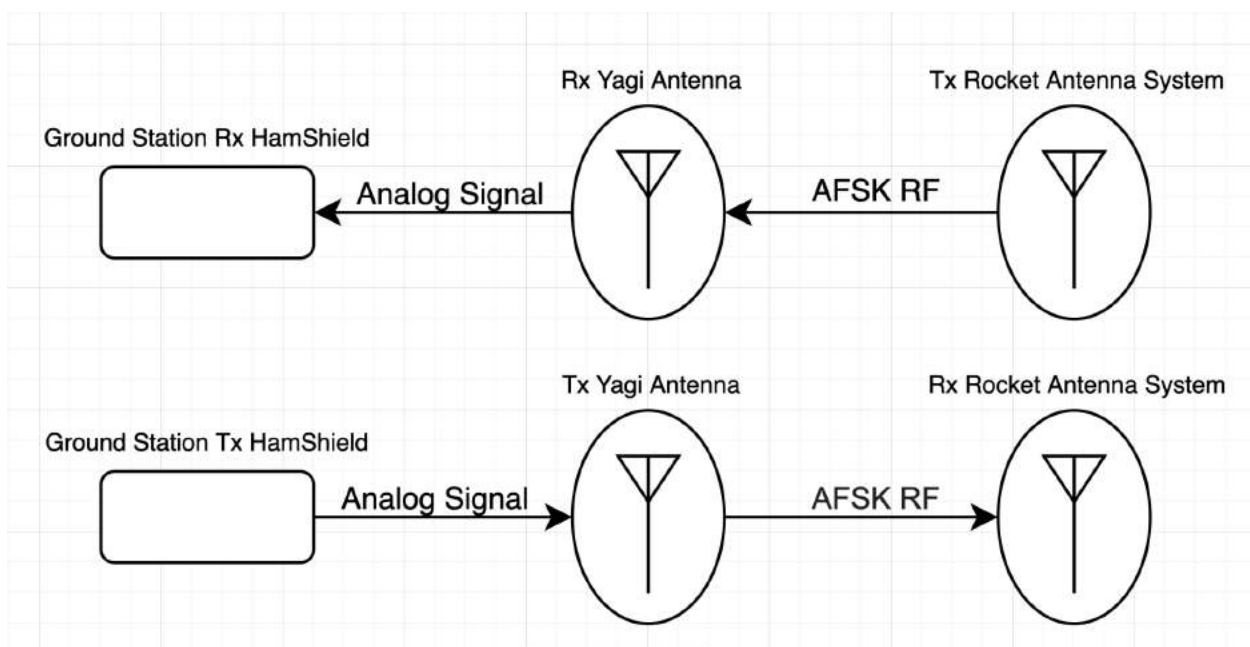 Rx Yagi Antenna
Tx Rocket Antenna System
Ground Station Rx HamShield
Analog Signal
AFSK RF
Tx Yagi Antenna
Rx Rocket Antenna System
Ground Station Tx HamShield
Analog Signal
AFSK RF